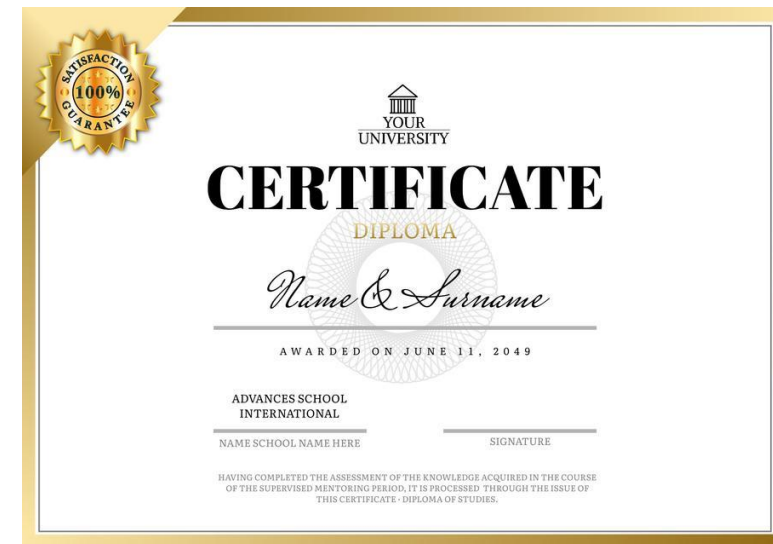 SATISFACTION
100%
GUARANTEE
YOUR
UNIVERSITY
CERTIFICATE
DIPLOMA
Name & Surname
AWARDED ON JUNE 11, 2049
ADVANCES SCHOOL
INTERNATIONAL
NAME SCHOOL NAME HERE
SIGNATURE
HAVING COMPLETED THE ASSESSMENT OF THE KNOWLEDGE ACQUIRED IN THE COURSE
OF THE SUPERVISED MENTORING PERIOD, IT IS PROCESSED THROUGH THE ISSUE OF
THIS CERTIFICATE - DIPLOMA OF STUDIES.